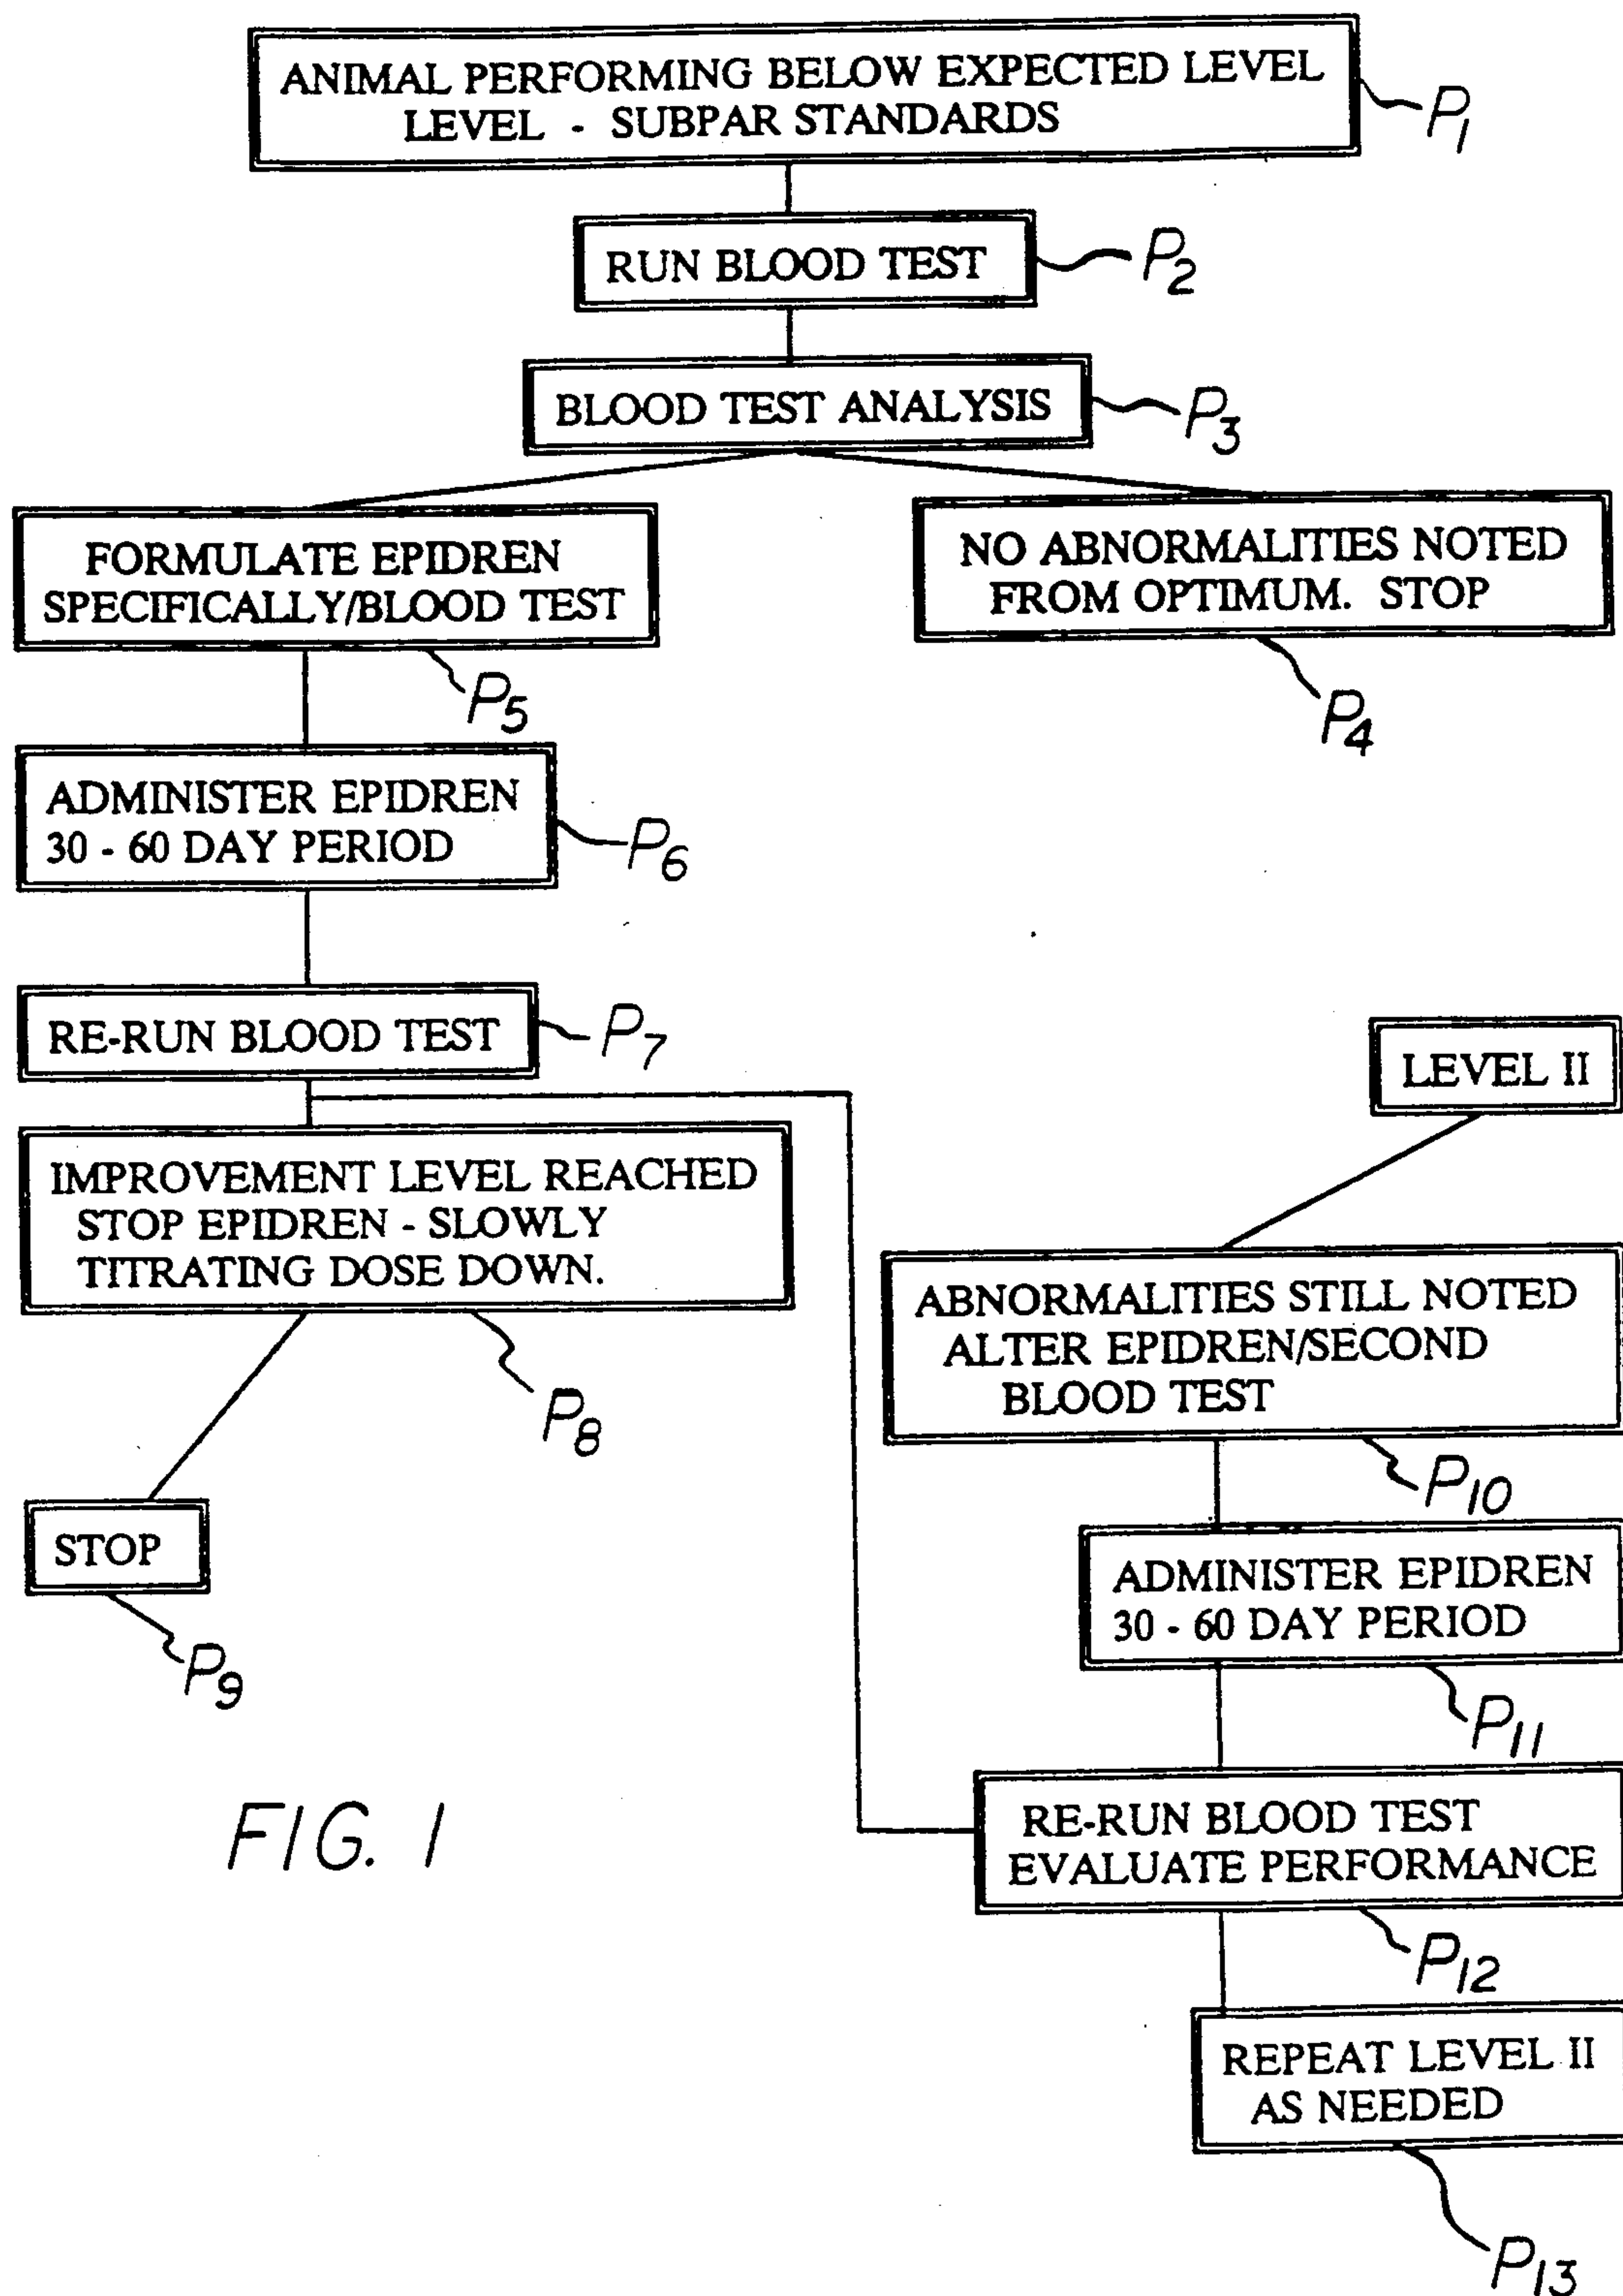 ANIMAL PERFORMING BELOW EXPECTED LEVEL
LEVEL - SUBPAR STANDARDS
P1
RUN BLOOD TEST
P2
BLOOD TEST ANALYSIS
P3
FORMULATE EPIDREN
SPECIFICALLY/BLOOD TEST
P5
NO ABNORMALITIES NOTED
FROM OPTIMUM. STOP
P4
ADMINISTER EPIDREN
30 - 60 DAY PERIOD
P6
RE-RUN BLOOD TEST
P7
LEVEL II
IMPROVEMENT LEVEL REACHED
STOP EPIDREN - SLOWLY
TITRATING DOSE DOWN.
P8
STOP
P9
ABNORMALITIES STILL NOTED
ALTER EPIDREN/SECOND
BLOOD TEST
P10
ADMINISTER EPIDREN
30 - 60 DAY PERIOD
P11
RE-RUN BLOOD TEST
EVALUATE PERFORMANCE
P12
REPEAT LEVEL II
AS NEEDED
P13
FIG. 1